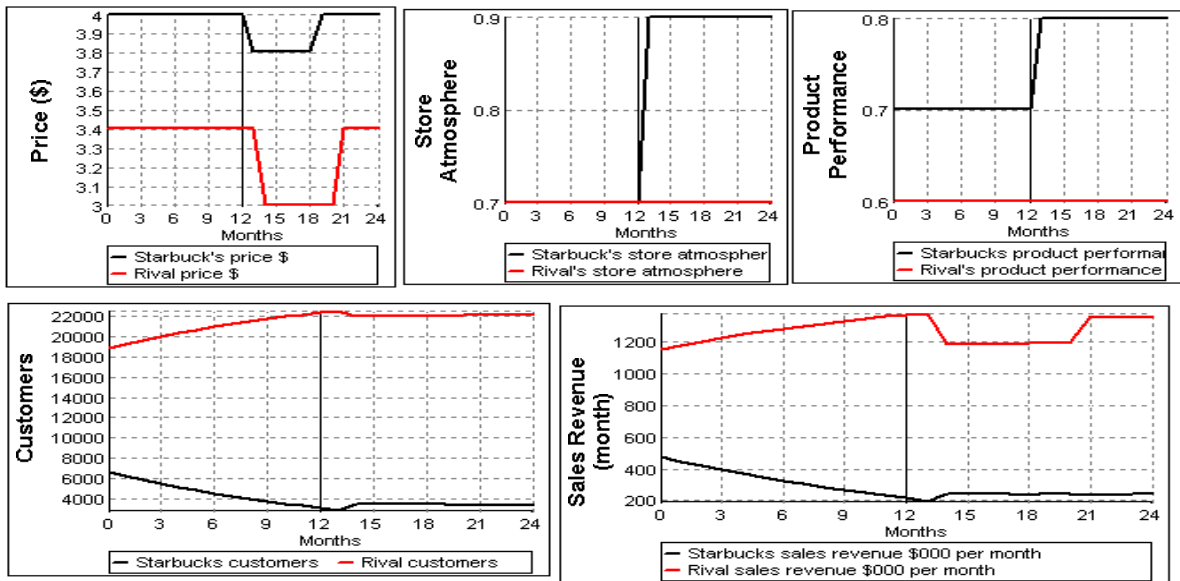 Price ($)
4
3.9
3.8
3.7
3.6
3.5
3.4
3.3
3.2
3.1
3
0 3 6 9 12 15 18 21 24
Months
Starbuck's price $
Rival price $
Store
Atmosphere
0.9
0.8
0.7
0 3 6 9 12 15 18 21 24
Months
Starbuck's store atmospher
Rival's store atmosphere
Product
Performance
0.8
0.7
0.6
0 3 6 9 12 15 18 21 24
Months
Starbucks product performa
Rival's product performance
Customers
22000
20000
18000
16000
14000
12000
10000
8000
6000
4000
0 3 6 9 12 15 18 21 24
Months
Starbucks customers Rival customers
Sales Revenue
(month)
1200
1000
800
600
400
200
0 3 6 9 12 15 18 21 24
Months
Starbucks sales revenue $000 per month
Rival sales revenue $000 per month